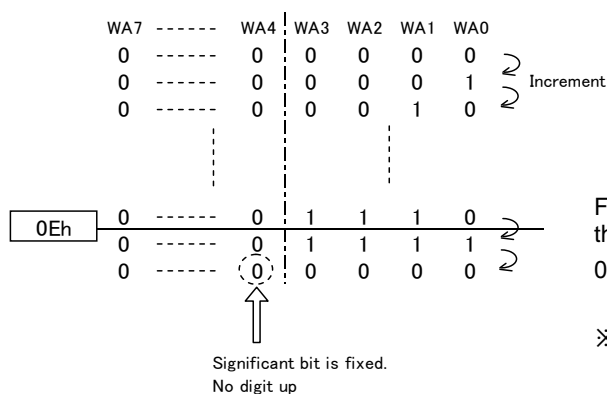 WA7 ------ WA4 WA3 WA2 WA1 WA0
0 ------ 0 0 0 0 0
0 ------ 0 0 0 0 1
Increment
0 ------ 0 0 0 1 0
0Eh
0 ------ 0 1 1 1 0
0 ------ 0 1 1 1 1
0 ------ 0 0 0 0 0
Significant bit is fixed.
No digit up
F
th
0
※